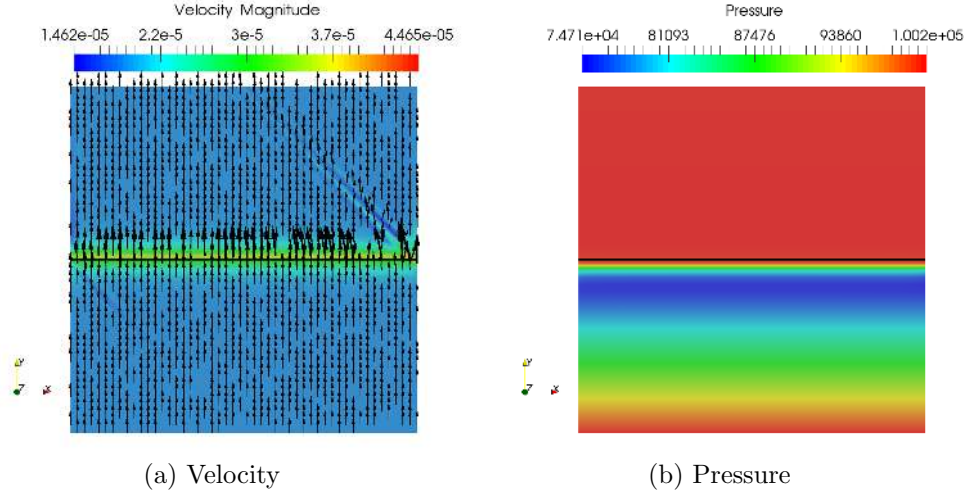 Velocity Magnitude
1.462e-05 2.2e-5 3e-5 3.7e-5 4.465e-05
Pressure
7.471e+04 81093 87476 93860 1.002e+05
Y
Z
X
Y
Z
X
(a) Velocity
(b) Pressure